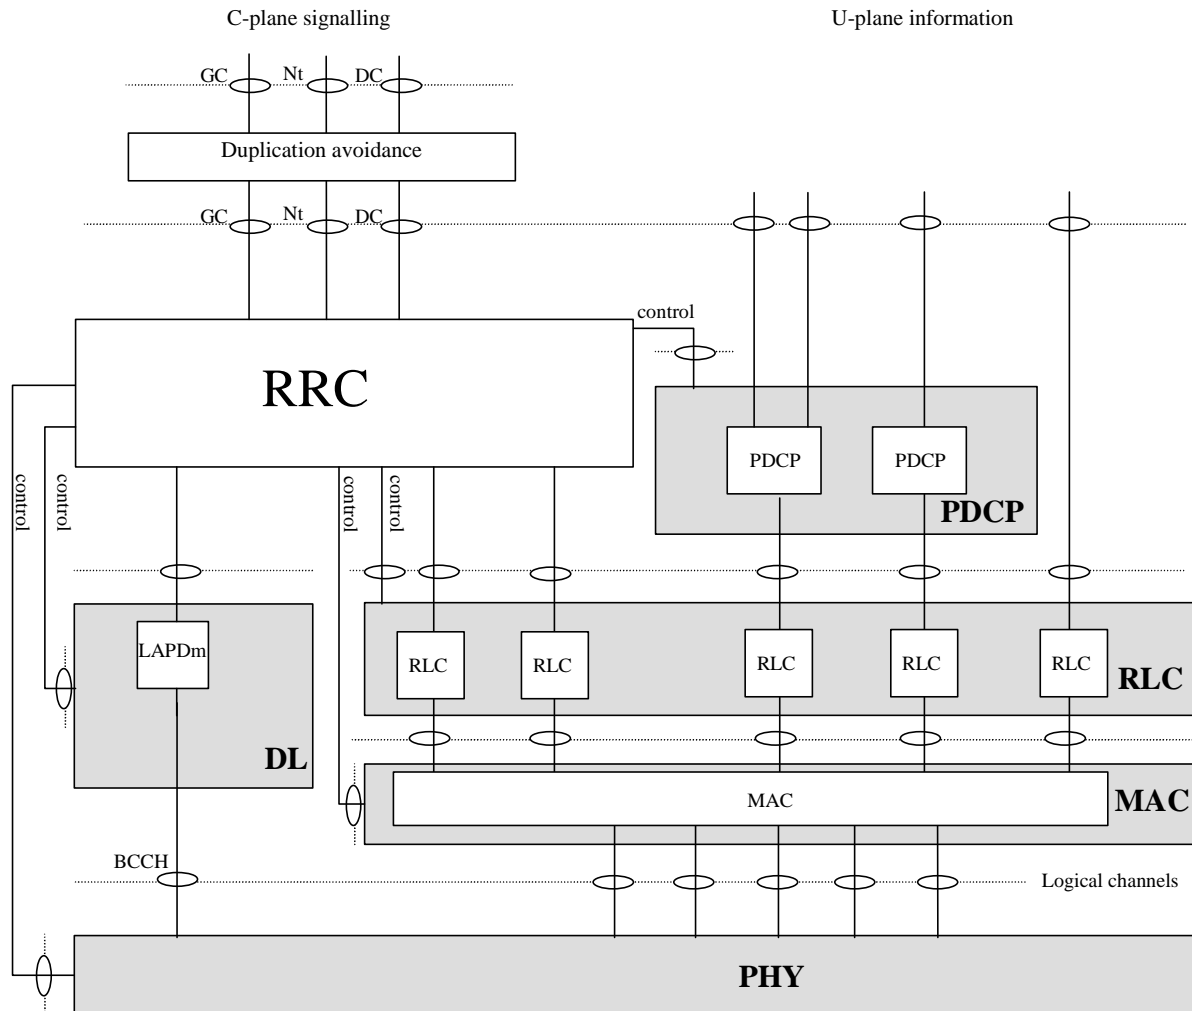 C-plane signalling
U-plane information
GC
Nt
DC
Duplication avoidance
GC
Nt
DC
control
RRC
control
control
control
control
PDCP
PDCP
PDCP
LAPDm
RLC
RLC
RLC
RLC
RLC
RLC
DL
MAC
MAC
BCCH
Logical channels
PHY